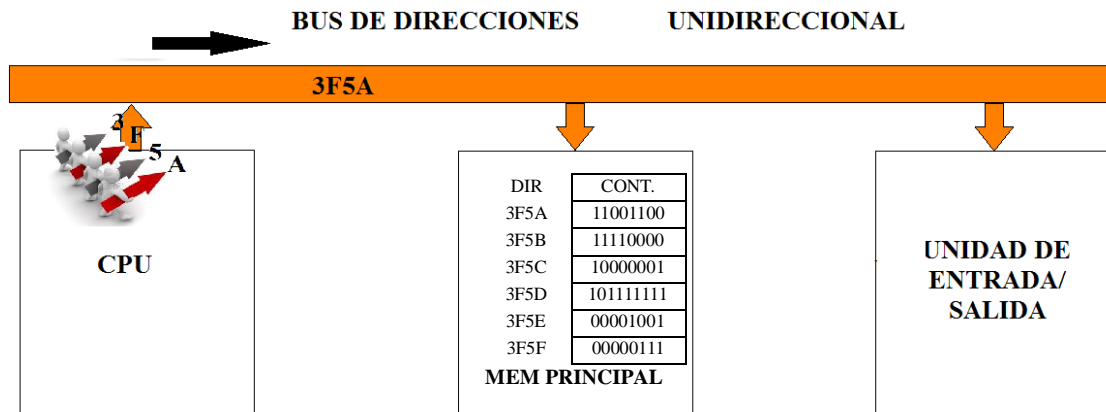 BUS DE DIRECCIONES UNIDIRECCIONAL
3F5A
3
F
5
A
CPU
DIR CONT.
3F5A 11001100
3F5B 11110000
3F5C 10000001
3F5D 101111111
3F5E 00001001
3F5F 00000111
MEM PRINCIPAL
UNIDAD DE
ENTRADA/
SALIDA